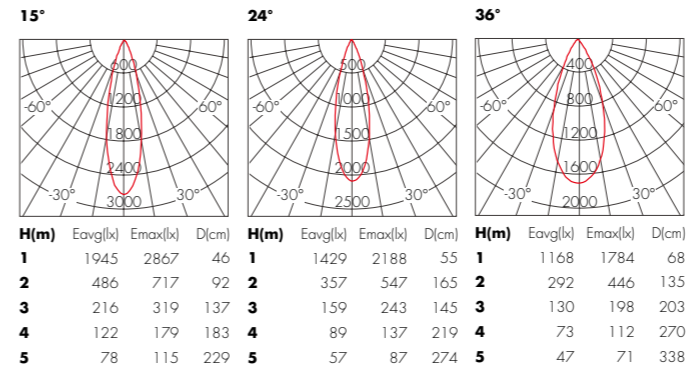 15°
600
1200
-60° 60°
1800
2400
-30° 30°
3000
H(m) Eavg(lx) Emax(lx) D(cm)
1 1945 2867 46
2 486 717 92
3 216 319 137
4 122 179 183
5 78 115 229
24°
500
1000
-60° 60°
1500
2000
-30° 30°
2500
H(m) Eavg(lx) Emax(lx) D(cm)
1 1429 2188 55
2 357 547 165
3 159 243 145
4 89 137 219
5 57 87 274
36°
400
800
-60° 60°
1200
1600
-30° 30°
2000
H(m) Eavg(lx) Emax(lx) D(cm)
1 1168 1784 68
2 292 446 135
3 130 198 203
4 73 112 270
5 47 71 338